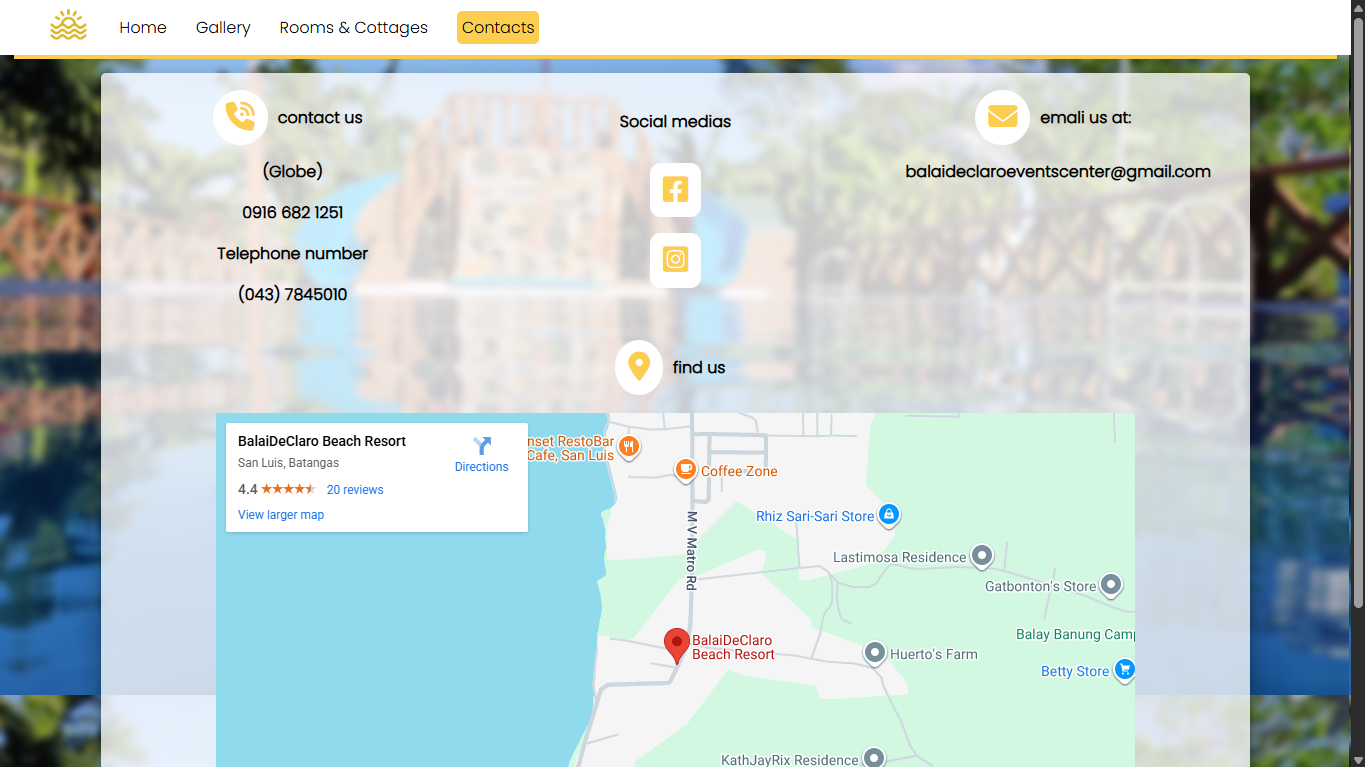 Home
Gallery
Rooms & Cottages
Contacts
contact us
(Globe)
0916 682 1251
Telephone number
(043) 7845010
Social medias
emali us at:
balaideclaroeventscenter@gmail.com
find us
BalaiDeClaro Beach Resort
San Luis, Batangas
4.4
20 reviews
View larger map
Directions
nset RestoBar
Cafe, San Luis
Coffee Zone
M V Matro Rd
Rhiz Sari-Sari Store
Lastimosa Residence
Gatbonton's Store
Balay Banung Camp
BalaiDeClaro
Beach Resort
Huerto's Farm
Betty Store
KathJayRix Residence